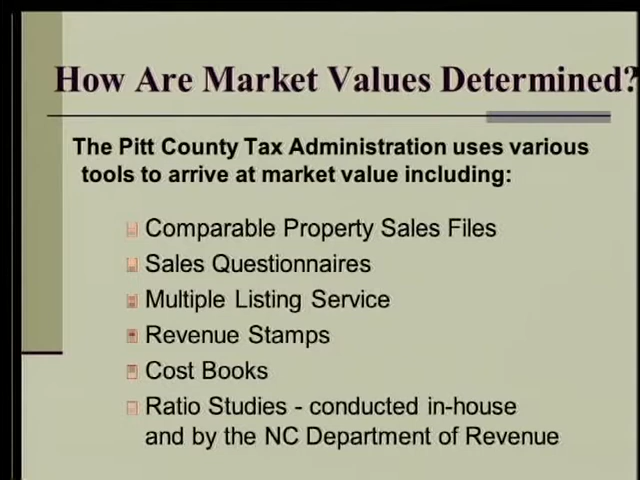 How Are Market Values Determined?
The Pitt County Tax Administration uses various
tools to arrive at market value including:
Comparable Property Sales Files
Sales Questionnaires
Multiple Listing Service
Revenue Stamps
Cost Books
Ratio Studies - conducted in-house
and by the NC Department of Revenue